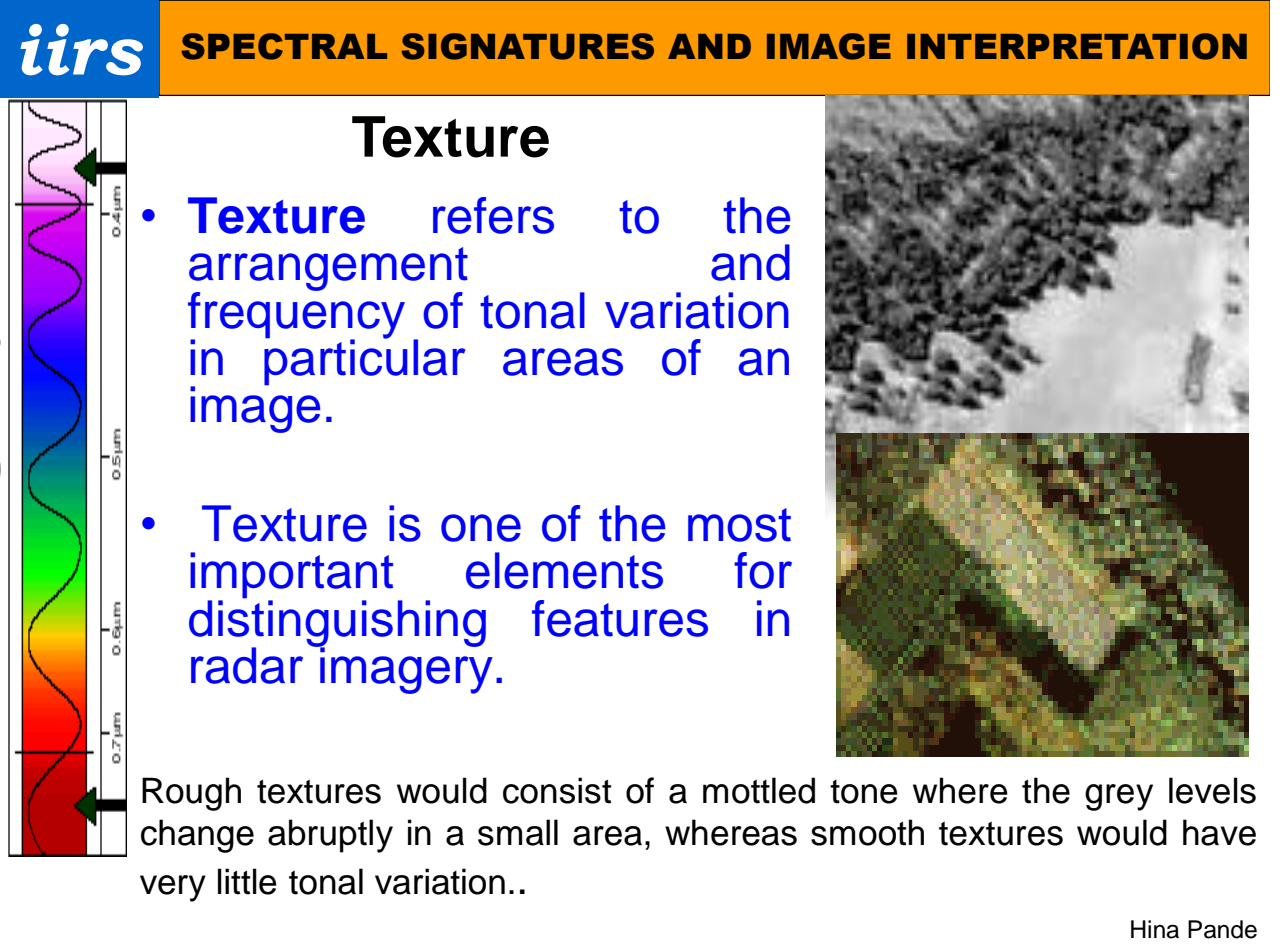 iirs
SPECTRAL SIGNATURES AND IMAGE INTERPRETATION
Texture
• Texture refers to the
arrangement and
frequency of tonal variation
in particular areas of an
image.
• Texture is one of the most
important elements for
distinguishing features in
radar imagery.
0.4µm
0.5µm
0.6µm
0.7µm
Rough textures would consist of a mottled tone where the grey levels
change abruptly in a small area, whereas smooth textures would have
very little tonal variation..
Hina Pande